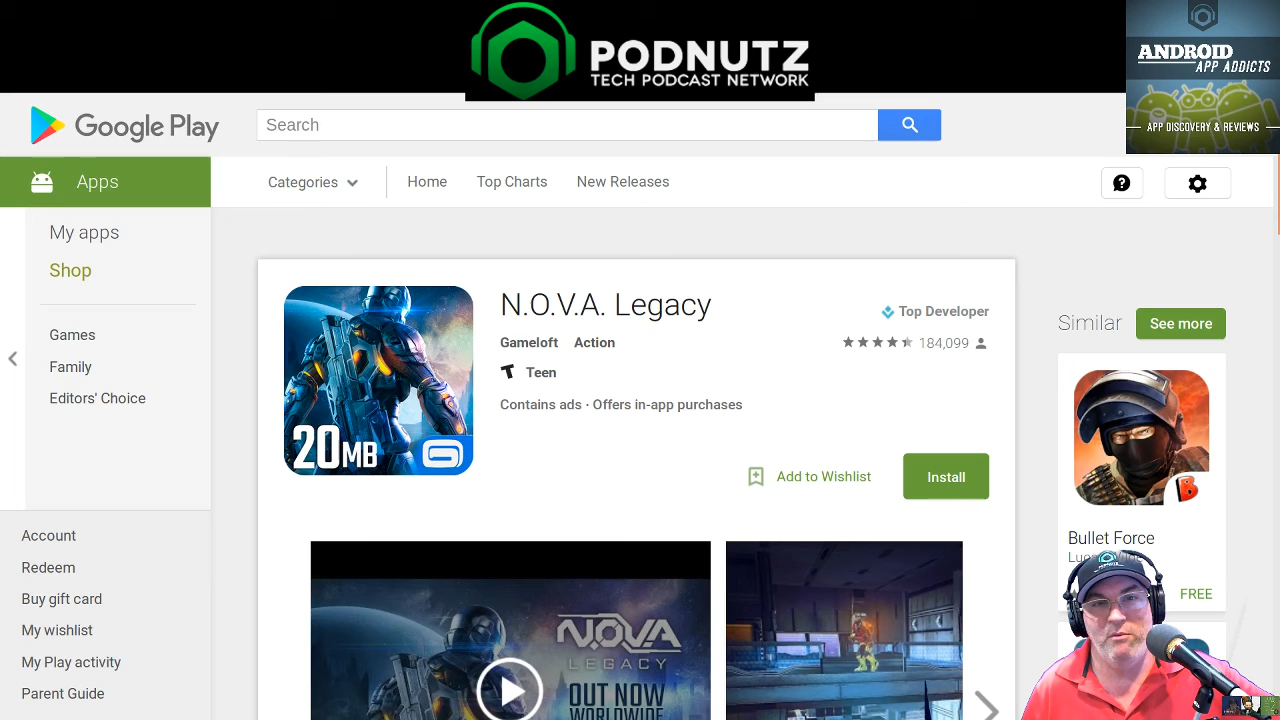 PODNUTZ
TECH PODCAST NETWORK
ANDROID
APP ADDICTS
APP DISCOVERY & REVIEWS
Google Play
Search
Apps
Categories
Home
Top Charts
New Releases
My apps
Shop
Games
Family
Editors' Choice
Account
Redeem
Buy gift card
My wishlist
My Play activity
Parent Guide
20MB
N.O.V.A. Legacy
Top Developer
Gameloft Action
184,099
Teen
Contains ads · Offers in-app purchases
Add to Wishlist
Install
N.O.V.A
LEGACY
OUT NOW
WORLDWIDE
Similar
See more
Bullet Force
FREE